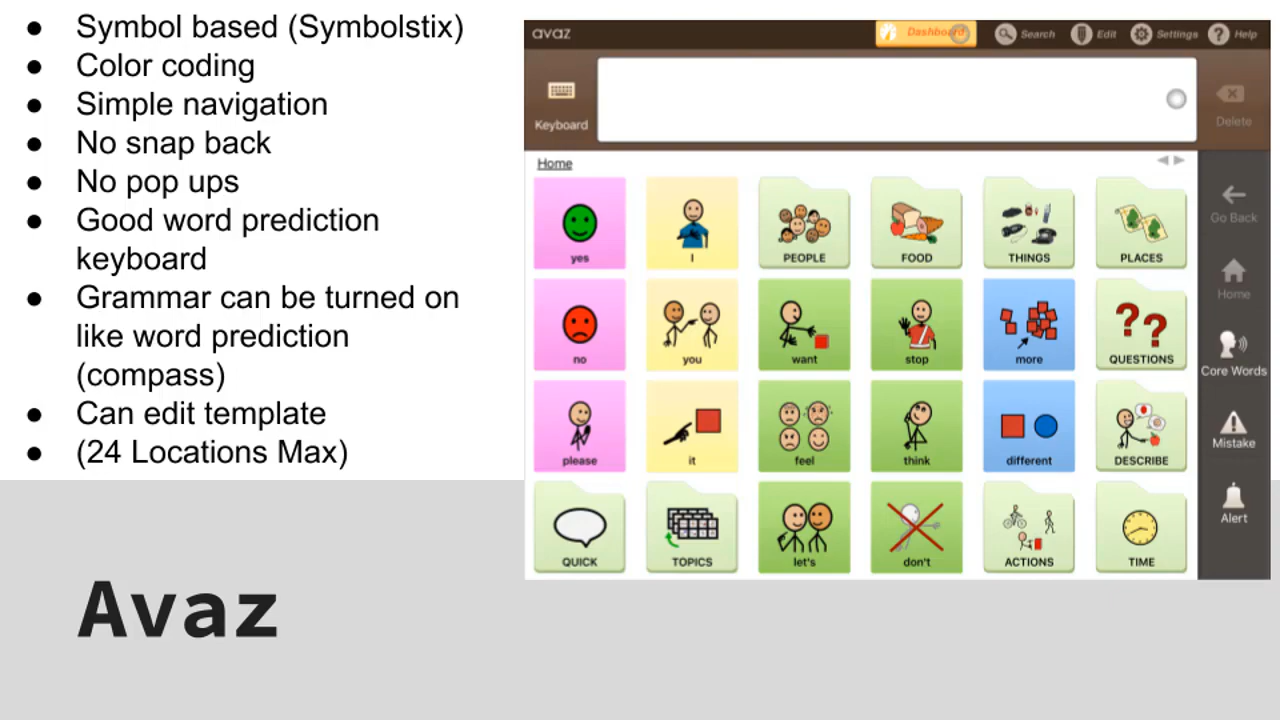 ● Symbol based (Symbolstix)
● Color coding
● Simple navigation
● No snap back
● No pop ups
● Good word prediction
keyboard
● Grammar can be turned on
like word prediction
(compass)
● Can edit template
● (24 Locations Max)
Avaz
avaz
Dashboard Search Edit Settings Help
Keyboard
Delete
Home
yes I PEOPLE FOOD THINGS PLACES
no you want stop more QUESTIONS
please it feel think different DESCRIBE
QUICK TOPICS let's don't ACTIONS TIME
Go Back
Home
Core Words
Mistake
Alert